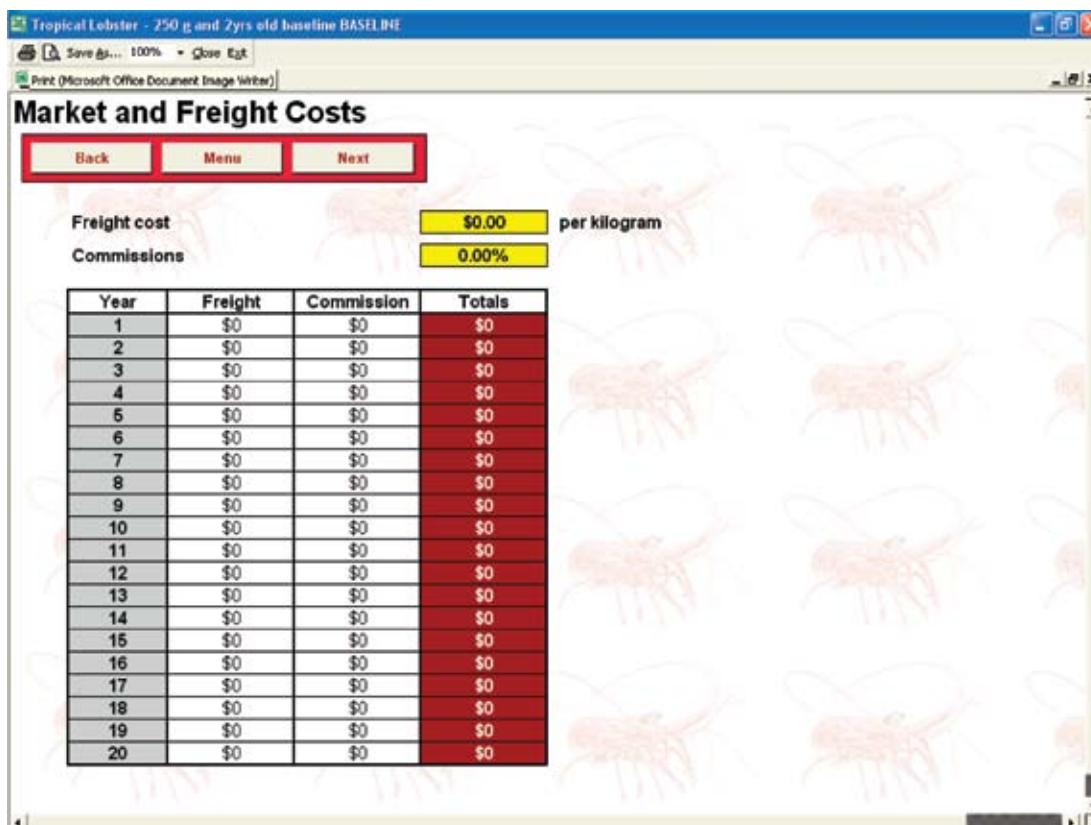 Tropical Lobster - 250 g and 2yrs old baseline BASELINE
Save As... 100% Close Exit
Print (Microsoft Office Document Image Writer)
Market and Freight Costs
Back Menu Next
Freight cost $0.00 per kilogram
Commissions 0.00%
Year Freight Commission Totals
1 $0 $0 $0
2 $0 $0 $0
3 $0 $0 $0
4 $0 $0 $0
5 $0 $0 $0
6 $0 $0 $0
7 $0 $0 $0
8 $0 $0 $0
9 $0 $0 $0
10 $0 $0 $0
11 $0 $0 $0
12 $0 $0 $0
13 $0 $0 $0
14 $0 $0 $0
15 $0 $0 $0
16 $0 $0 $0
17 $0 $0 $0
18 $0 $0 $0
19 $0 $0 $0
20 $0 $0 $0